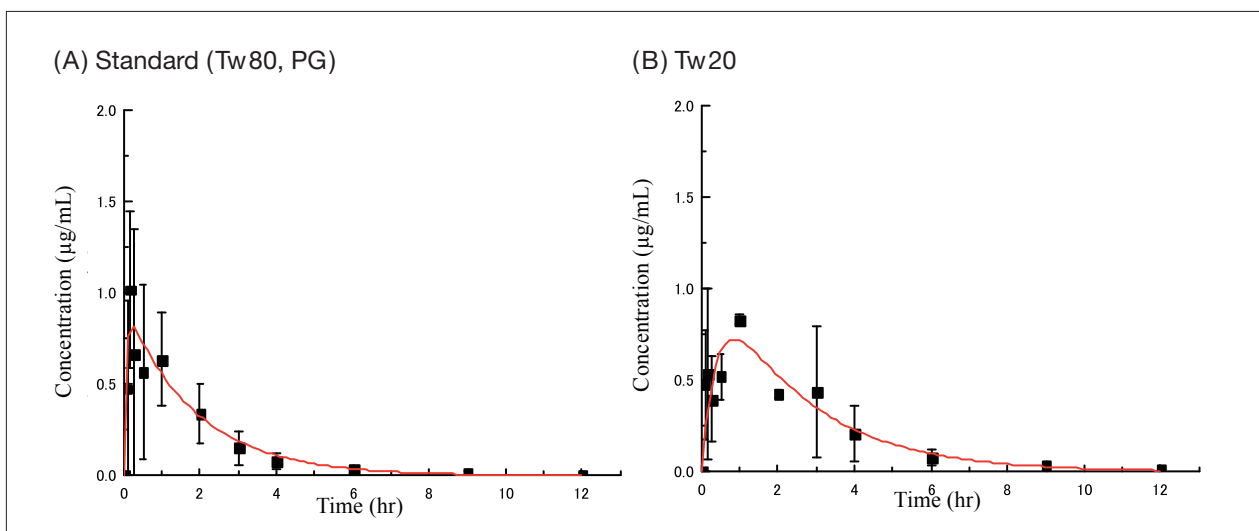 (A) Standard (Tw80, PG)
2.0
1.5
1.0
0.5
0.0
Concentration (µg/mL)
0 2 4 6 8 10 12
Time (hr)
(B) Tw20
2.0
1.5
1.0
0.5
0.0
Concentration (µg/mL)
0 2 4 6 8 10 12
Time (hr)